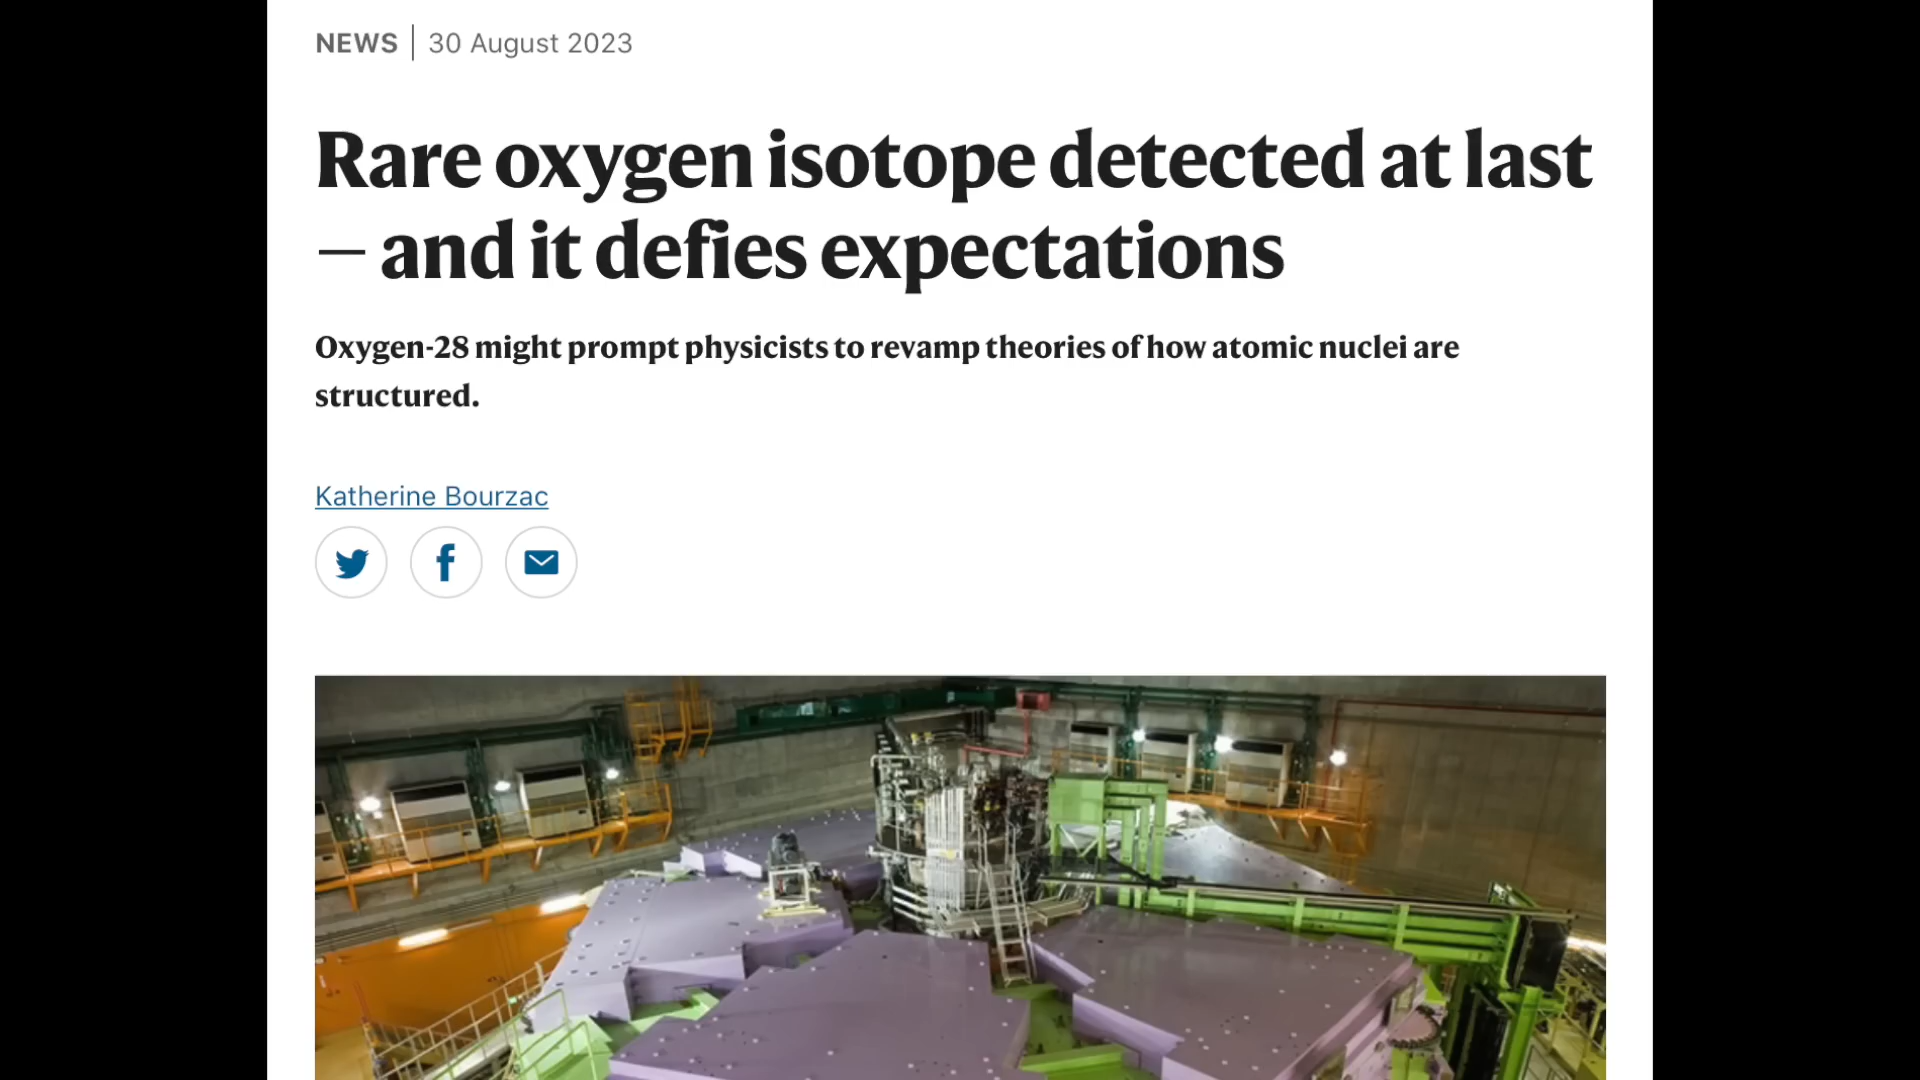 NEWS | 30 August 2023
Rare oxygen isotope detected at last
— and it defies expectations
Oxygen-28 might prompt physicists to revamp theories of how atomic nuclei are
structured.
Katherine Bourzac